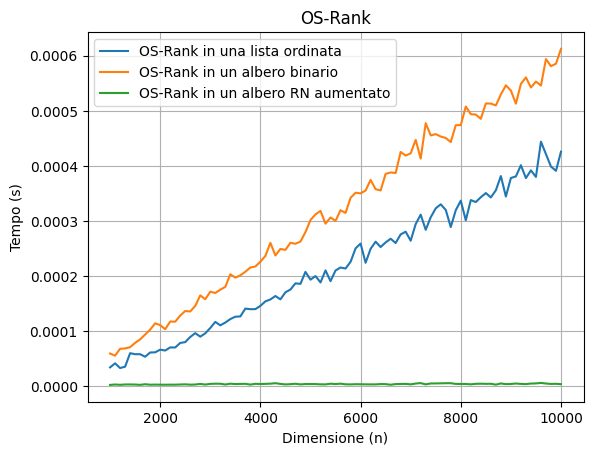 OS-Rank
OS-Rank in una lista ordinata
OS-Rank in un albero binario
OS-Rank in un albero RN aumentato
Tempo (s)
0.0006
0.0005
0.0004
0.0003
0.0002
0.0001
0.0000
2000 4000 6000 8000 10000
Dimensione (n)